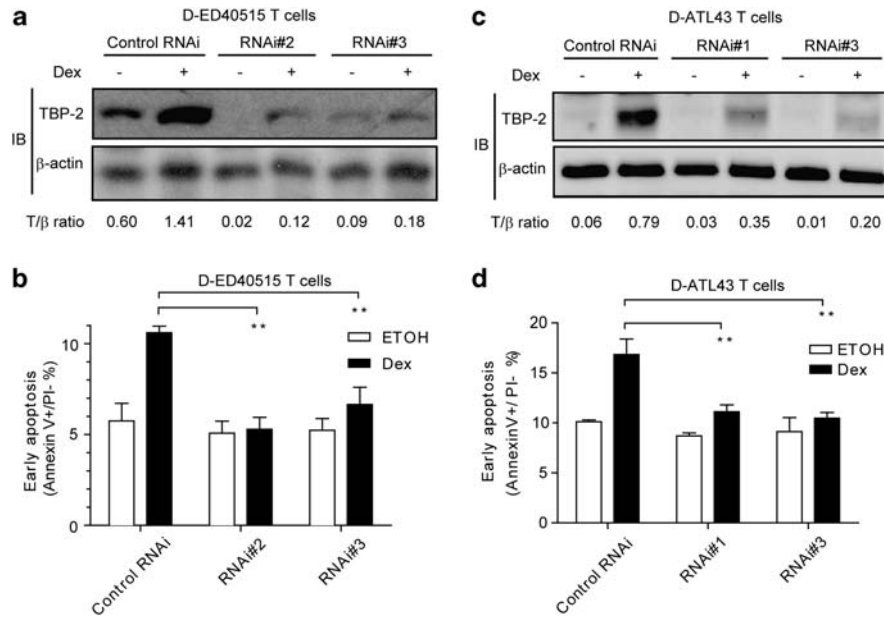 a
D-ED40515 T cells
Control RNAi RNAi#2 RNAi#3
Dex - + - + - +
IB
TBP-2
β-actin
T/β ratio 0.60 1.41 0.02 0.12 0.09 0.18
c
D-ATL43 T cells
Control RNAi RNAi#1 RNAi#3
Dex - + - + - +
IB
TBP-2
β-actin
T/β ratio 0.06 0.79 0.03 0.35 0.01 0.20
b
D-ED40515 T cells
** **
ETOH
Dex
Early apoptosis
(Annexin V+/PI- %)
10
5
0
Control RNAi
RNAi#2
RNAi#3
d
D-ATL43 T cells
** **
ETOH
Dex
Early apoptosis
(AnnexinV+/ PI- %)
20
15
10
5
0
Control RNAi
RNAi#1
RNAi#3